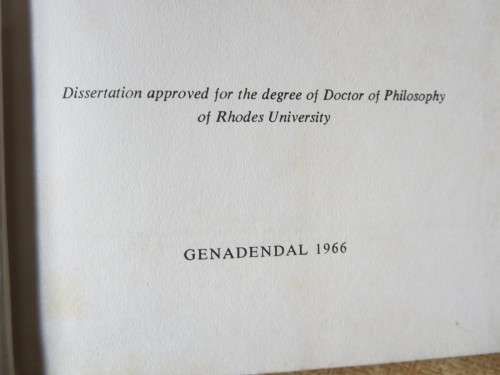 Dissertation approved for the degree of Doctor of Philosophy
of Rhodes University
GENADENDAL 1966